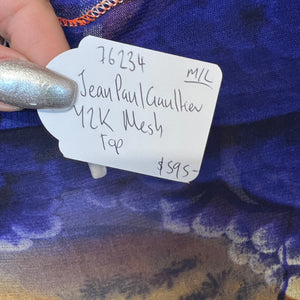 76234
M/L
Jean Paul Gaultier
Y2K Mesh
Top
$595-